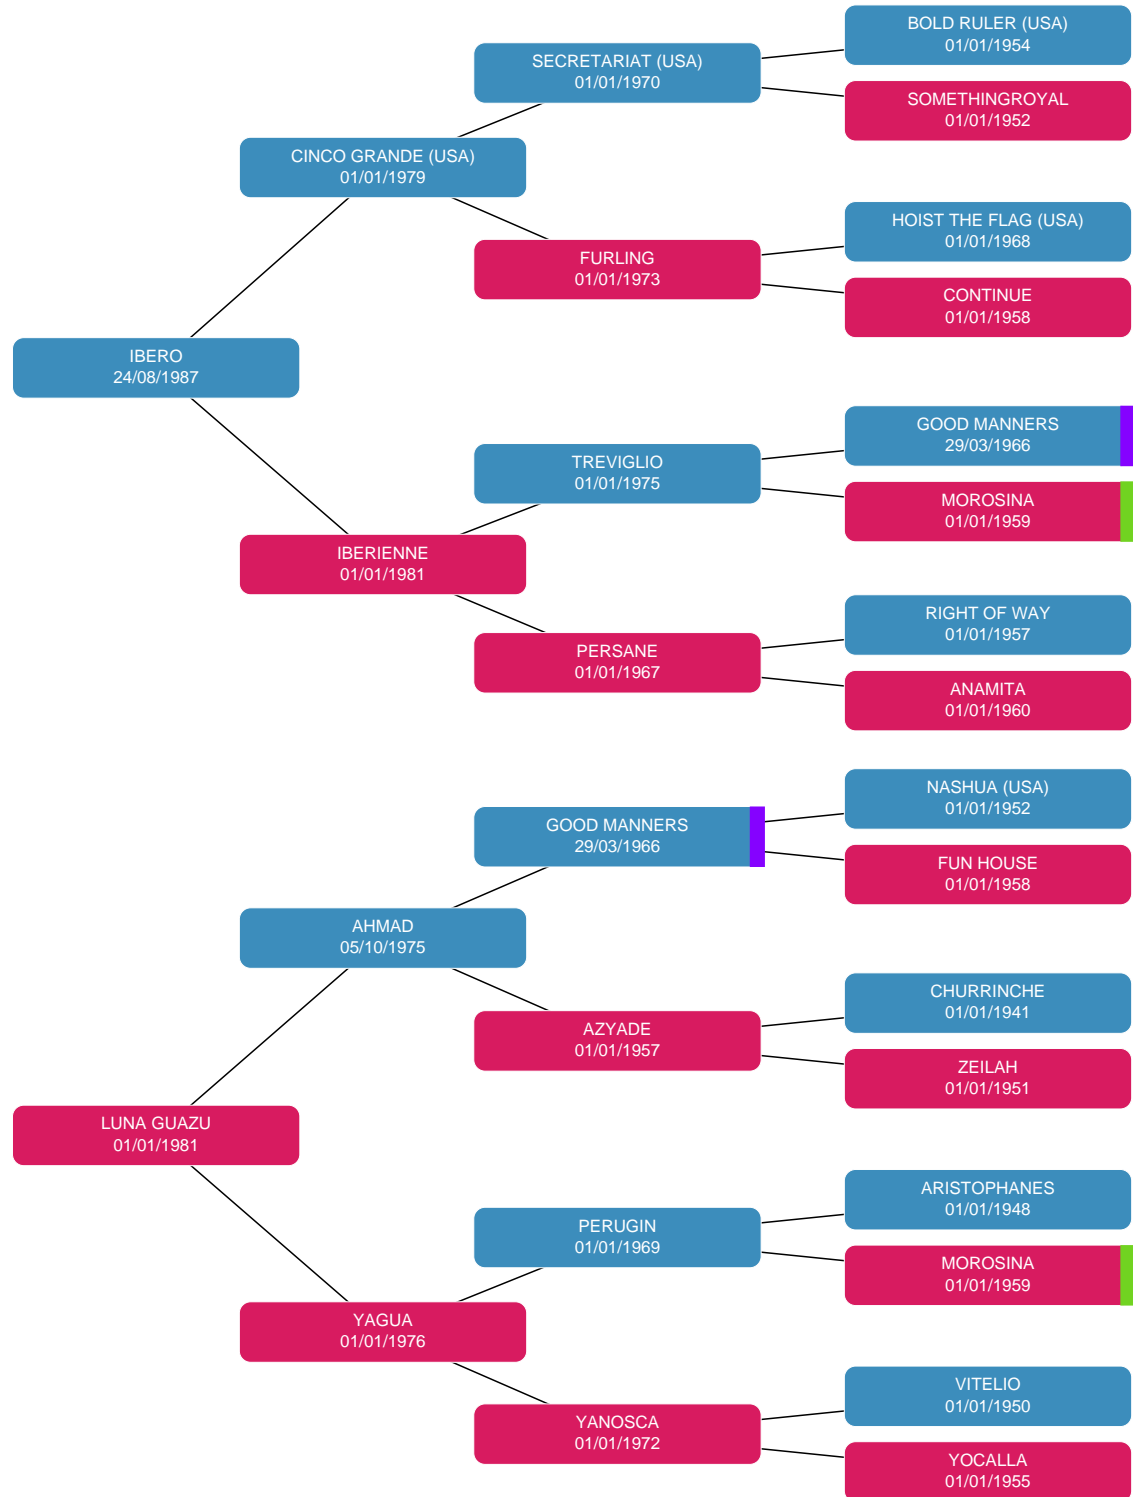 BOLD RULER (USA)
01/01/1954
SECRETARIAT (USA)
01/01/1970
SOMETHINGROYAL
01/01/1952
CINCO GRANDE (USA)
01/01/1979
HOIST THE FLAG (USA)
01/01/1968
FURLING
01/01/1973
CONTINUE
01/01/1958
IBERO
24/08/1987
GOOD MANNERS
29/03/1966
TREVIGLIO
01/01/1975
MOROSINA
01/01/1959
IBERIENNE
01/01/1981
RIGHT OF WAY
01/01/1957
PERSANE
01/01/1967
ANAMITA
01/01/1960
NASHUA (USA)
01/01/1952
GOOD MANNERS
29/03/1966
FUN HOUSE
01/01/1958
AHMAD
05/10/1975
CHURRINCHE
01/01/1941
AZYADE
01/01/1957
ZEILAH
01/01/1951
LUNA GUAZU
01/01/1981
ARISTOPHANES
01/01/1948
PERUGIN
01/01/1969
MOROSINA
01/01/1959
YAGUA
01/01/1976
VITELIO
01/01/1950
YANOSCA
01/01/1972
YOCALLA
01/01/1955